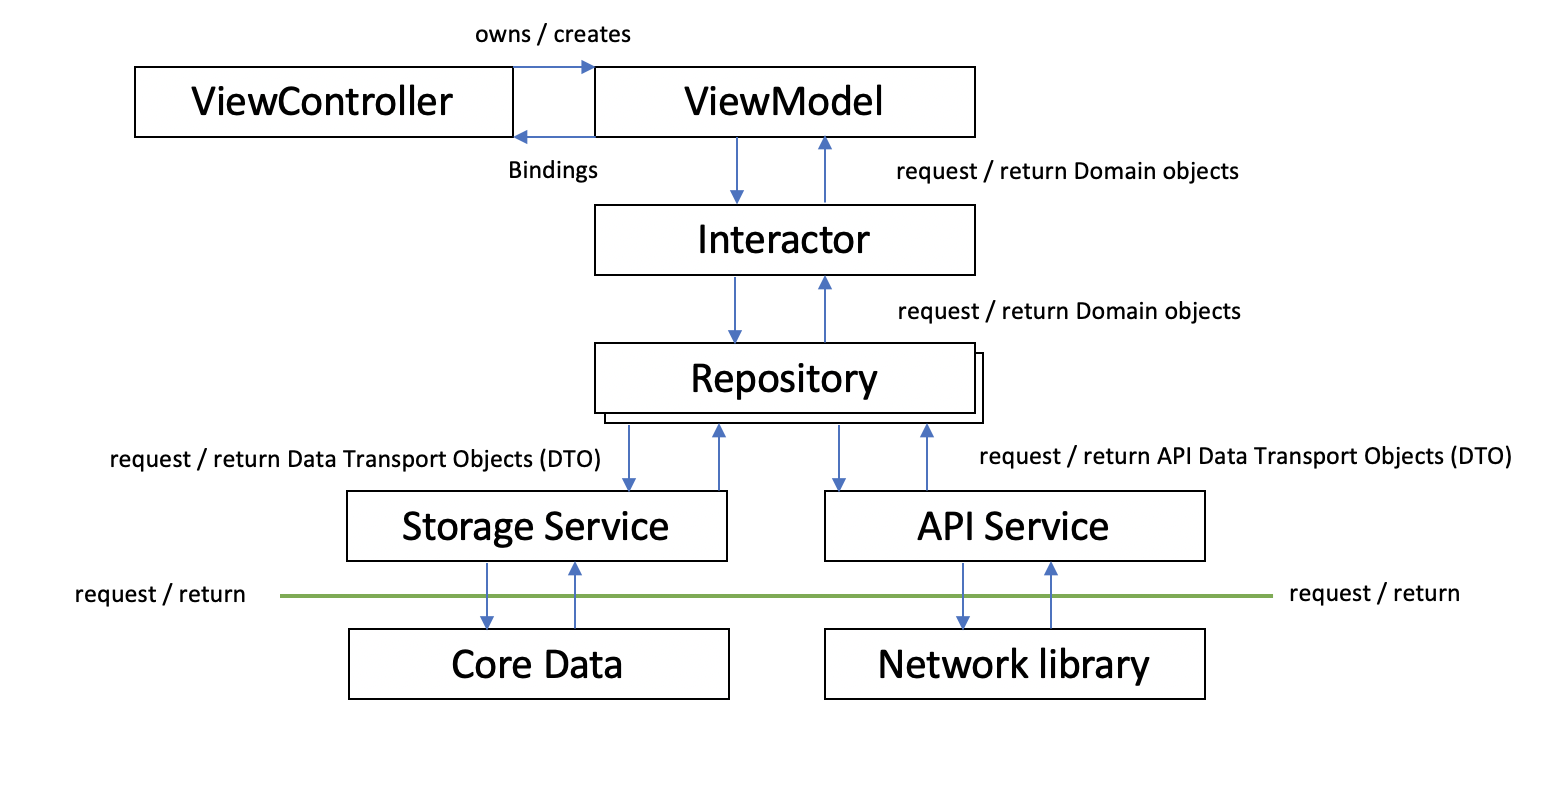 owns / creates
ViewController
ViewModel
Bindings
request / return Domain objects
Interactor
request / return Domain objects
Repository
request / return Data Transport Objects (DTO)
request / return API Data Transport Objects (DTO)
Storage Service
API Service
request / return
request / return
Core Data
Network library